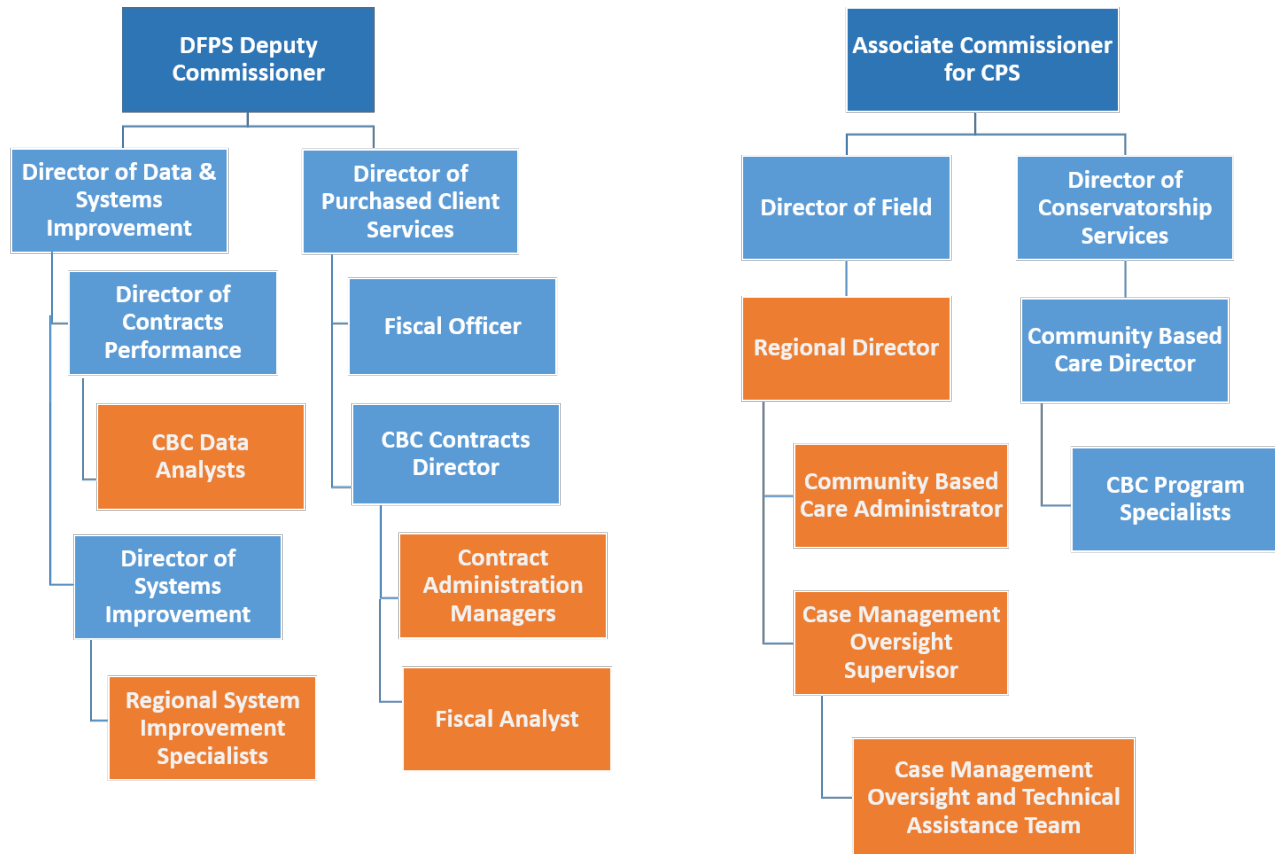 DFPS Deputy
Commissioner
Director of Data &
Systems
Improvement
Director of
Purchased Client
Services
Director of
Contracts
Performance
Fiscal Officer
CBC Data
Analysts
CBC Contracts
Director
Director of
Systems
Improvement
Contract
Administration
Managers
Regional System
Improvement
Specialists
Fiscal Analyst
Associate Commissioner
for CPS
Director of Field
Director of
Conservatorship
Services
Regional Director
Community Based
Care Director
Community Based
Care Administrator
CBC Program
Specialists
Case Management
Oversight
Supervisor
Case Management
Oversight and Technical
Assistance Team